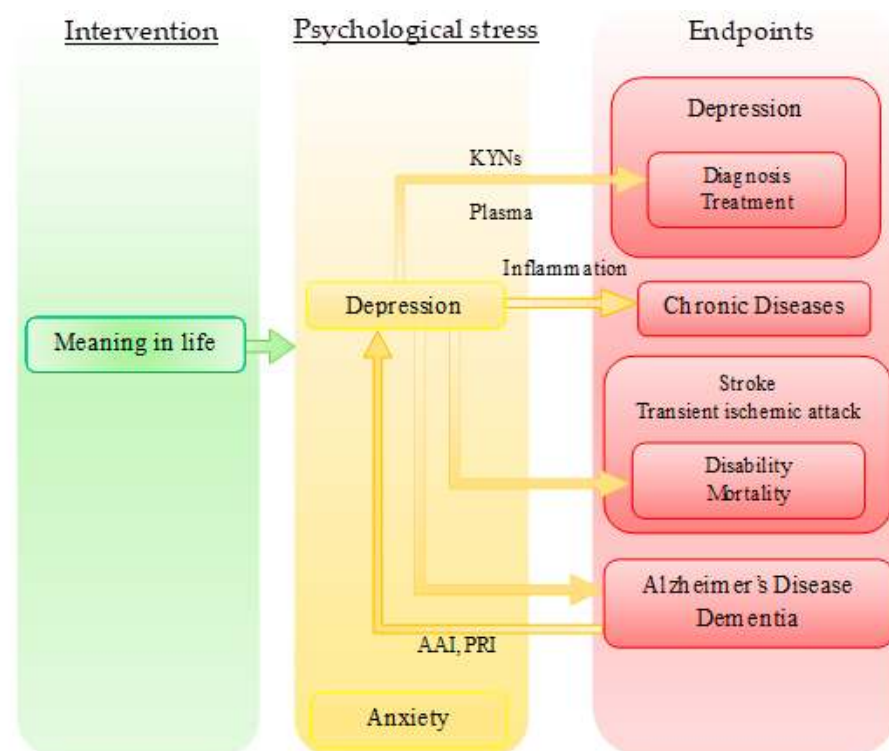 Intervention
Psychological stress
Endpoints
Depression
KYNs
Diagnosis
Treatment
Plasma
Inflammation
Depression
Chronic Diseases
Meaning in life
Stroke
Transient ischemic attack
Disability
Mortality
Alzheimer's Disease
Dementia
AAI, PRI
Anxiety